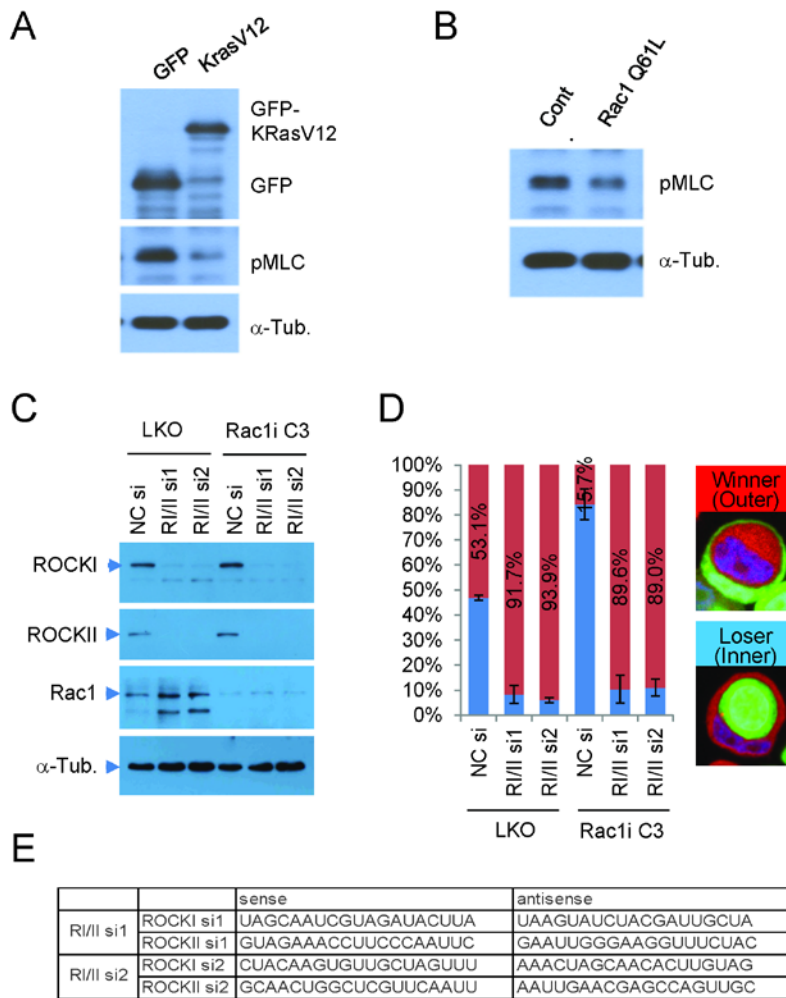 A
GFP
KrasV12
GFP-
KRasV12
GFP
pMLC
α-Tub.
B
Cont
Rac1 Q61L
pMLC
α-Tub.
C
LKO
Rac1i C3
NC si
RI/II si1
RI/II si2
NC si
RI/II si1
RI/II si2
ROCKI
ROCKII
Rac1
α-Tub.
D
100%
90%
80%
70%
60%
50%
40%
30%
20%
10%
0%
53.1%
91.7%
93.9%
15.7%
89.6%
89.0%
NC si
RI/II si1
RI/II si2
NC si
RI/II si1
RI/II si2
LKO
Rac1i C3
Winner
(Outer)
Loser
(Inner)
E
sense antisense
RI/II si1
ROCKI si1 UAGCAAUCGUAGAUACUUA UAAGUAUCUACGAUUGCUA
ROCKII si1 GUAGAAACCUUCCCAAUUC GAAUUGGGAAGGUUUCUAC
RI/II si2
ROCKI si2 CUACAAGUGUUGCUAGUUU AAACUAGCAACACUUGUAG
ROCKII si2 GCAACUGGCUCGUUCAAUU AAUUGAACGAGCCAGUUGC